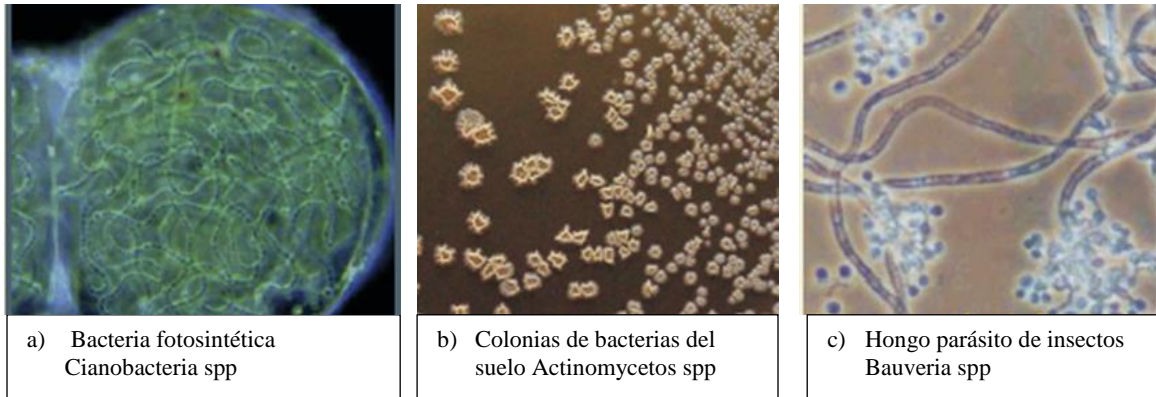 a) Bacteria fotosintética
Cianobacteria spp
b) Colonias de bacterias del
suelo Actinomycetos spp
c) Hongo parásito de insectos
Bauveria spp